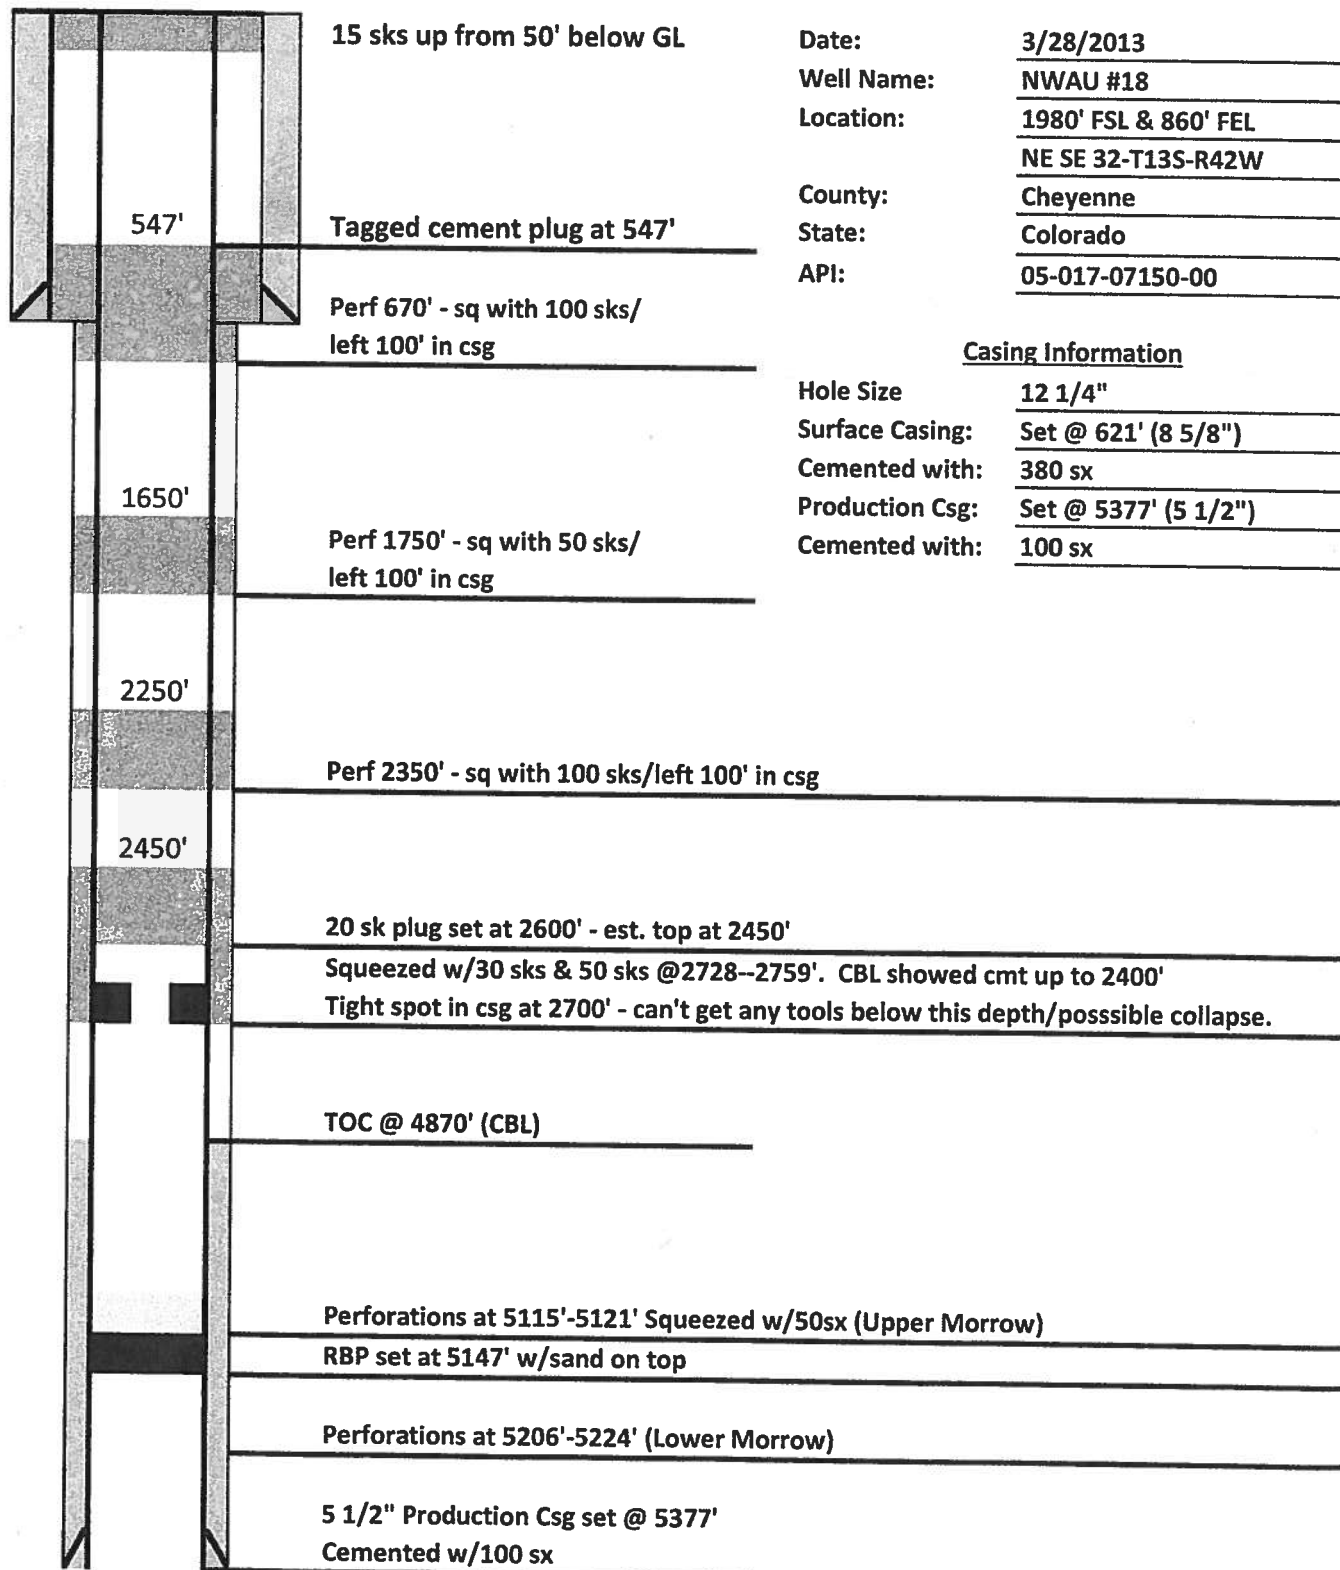 15 sks up from 50' below GL
Date: 3/28/2013
Well Name: NWAU #18
Location: 1980' FSL & 860' FEL
NE SE 32-T13S-R42W
County: Cheyenne
State: Colorado
API: 05-017-07150-00
547'
Tagged cement plug at 547'
Perf 670' - sq with 100 sks/
left 100' in csg
Casing Information
Hole Size 12 1/4"
Surface Casing: Set @ 621' (8 5/8")
Cemented with: 380 sx
Production Csg: Set @ 5377' (5 1/2")
Cemented with: 100 sx
1650'
Perf 1750' - sq with 50 sks/
left 100' in csg
2250'
Perf 2350' - sq with 100 sks/left 100' in csg
2450'
20 sk plug set at 2600' - est. top at 2450'
Squeezed w/30 sks & 50 sks @2728--2759'. CBL showed cmt up to 2400'
Tight spot in csg at 2700' - can't get any tools below this depth/posssible collapse.
TOC @ 4870' (CBL)
Perforations at 5115'-5121' Squeezed w/50sx (Upper Morrow)
RBP set at 5147' w/sand on top
Perforations at 5206'-5224' (Lower Morrow)
5 1/2" Production Csg set @ 5377'
Cemented w/100 sx